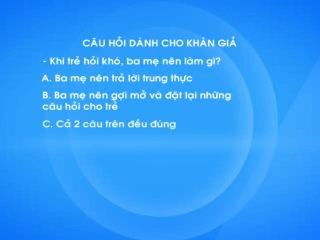 CÂU HỎI DÀNH CHO KHÁN GIẢ
- Khi trẻ hỏi khó, ba mẹ nên làm gì?
A. Ba mẹ nên trả lời trung thực
B. Ba mẹ nên gợi mở và đặt lại những
câu hỏi cho trẻ
C. Cả 2 câu trên đều đúng